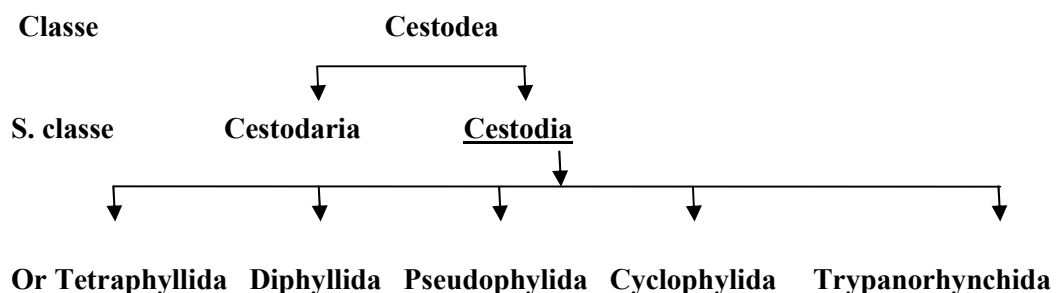 Classe Cestodea
S. classe Cestodaria Cestodia
Or Tetraphyllida Diphyllida Pseudophylida Cyclophylida Trypanorhynchida